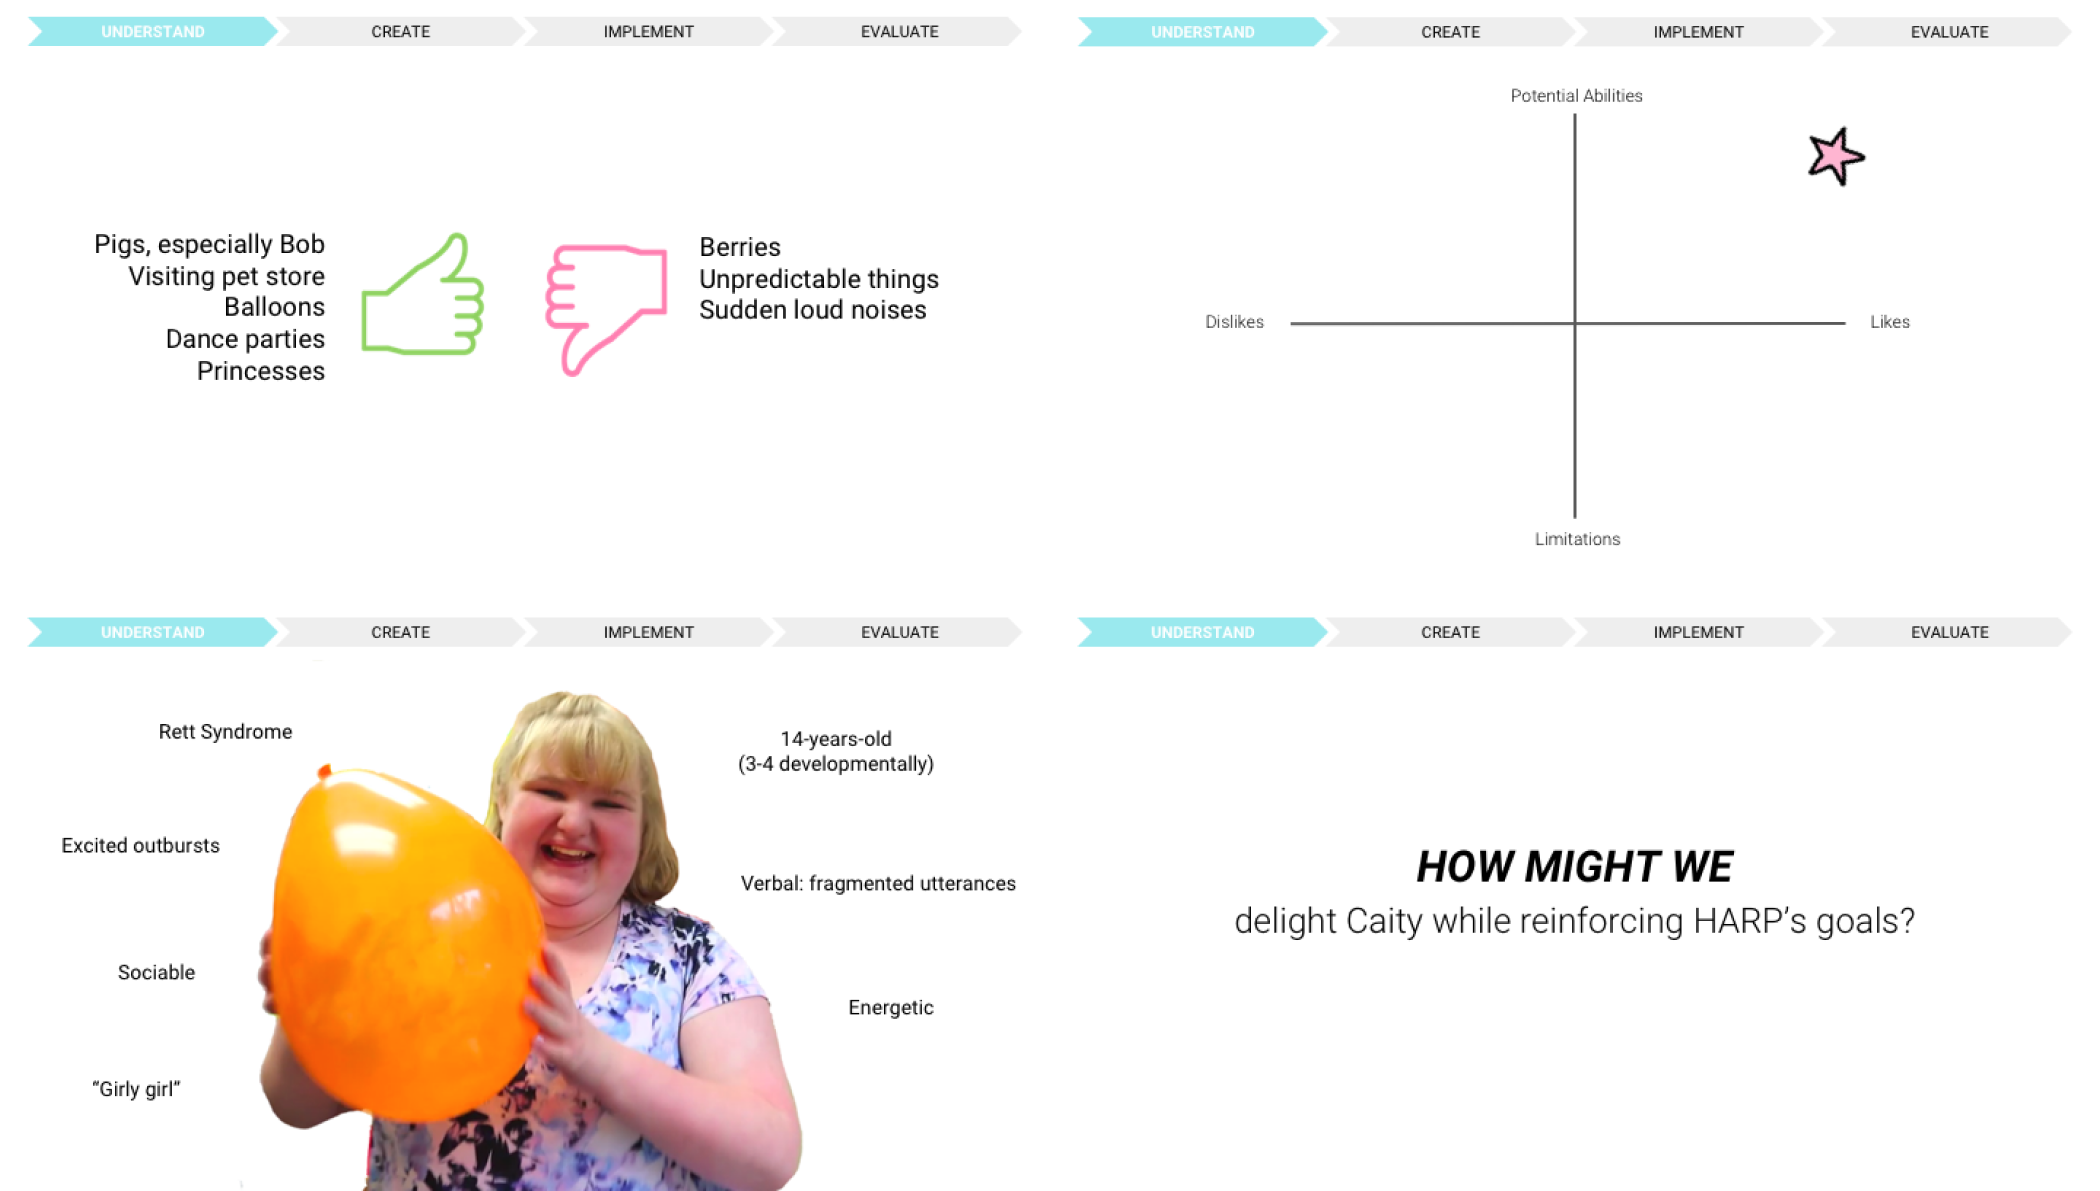 UNDERSTAND
CREATE
IMPLEMENT
EVALUATE
Pigs, especially Bob
Visiting pet store
Balloons
Dance parties
Princesses
Berries
Unpredictable things
Sudden loud noises
UNDERSTAND
CREATE
IMPLEMENT
EVALUATE
Potential Abilities
Dislikes
Likes
Limitations
UNDERSTAND
CREATE
IMPLEMENT
EVALUATE
Rett Syndrome
Excited outbursts
Sociable
“Girly girl”
14-years-old
(3-4 developmentally)
Verbal: fragmented utterances
Energetic
UNDERSTAND
CREATE
IMPLEMENT
EVALUATE
HOW MIGHT WE
delight Caity while reinforcing HARP’s goals?